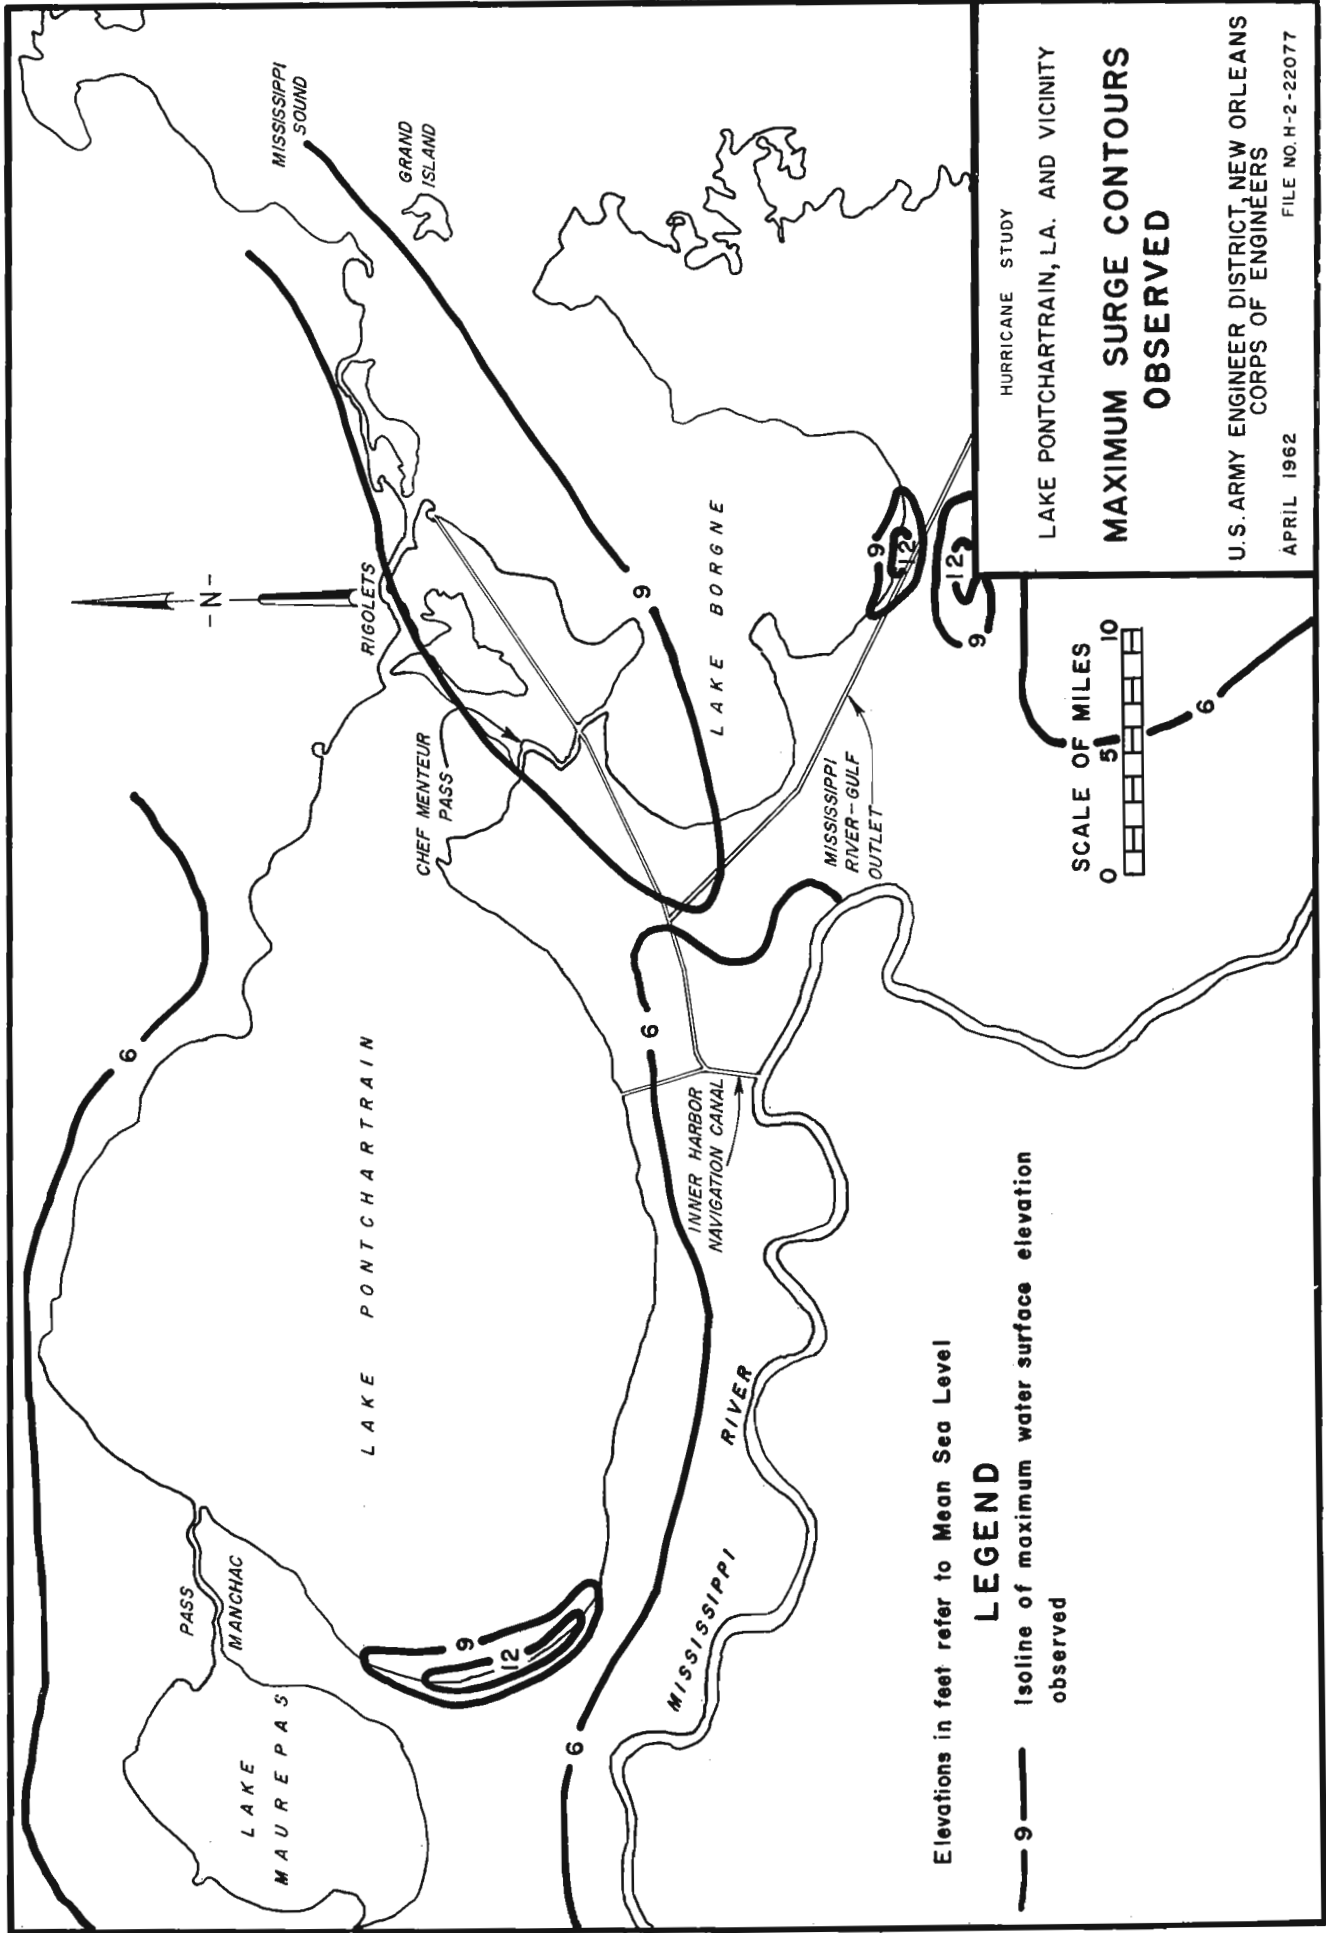 MISSISSIPPI
SOUND
GRAND
ISLAND
-N-
RIGOLETS
CHEF MENTEUR
PASS
LAKE BORGNE
9
9
12
12
9
MISSISSIPPI
RIVER-GULF
OUTLET
6
6
LAKE PONTCHARTRAIN
INNER HARBOR
NAVIGATION CANAL
PASS
MANCHAC
LAKE
MAUREPAS
9
12
6
6
MISSISSIPPI RIVER
SCALE OF MILES
0 5 10
Elevations in feet refer to Mean Sea Level
LEGEND
9 Isoline of maximum water surface elevation
observed
HURRICANE STUDY
LAKE PONTCHARTRAIN, LA. AND VICINITY
MAXIMUM SURGE CONTOURS
OBSERVED
U.S. ARMY ENGINEER DISTRICT, NEW ORLEANS
CORPS OF ENGINEERS
APRIL 1962 FILE NO. H-2-22077